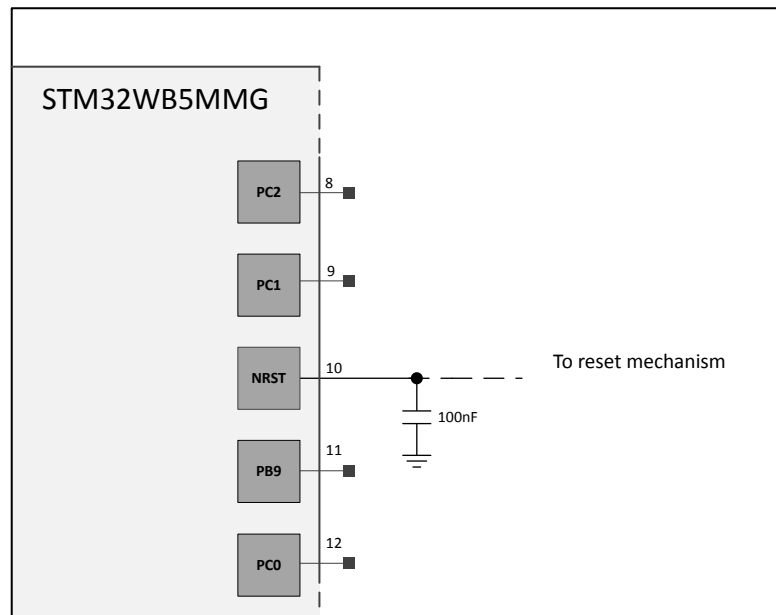 STM32WB5MMG
PC2 8
PC1 9
NRST 10
To reset mechanism
100nF
PB9 11
PC0 12